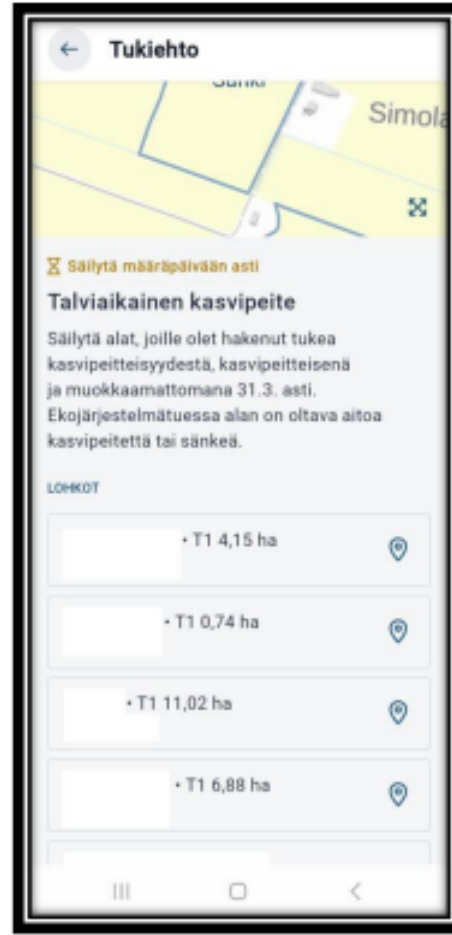 Tukiehto
Sänki
Simola
Säilytä määräpäivään asti
Talviaikainen kasvipeite
Säilytä alat, joille olet hakenut tukea
kasvipeitteisyydestä, kasvipeitteisenä
ja muokkaamattomana 31.3. asti.
Ekojärjestelmätuessa alan on oltava aitoa
kasvipeitettä tai sänkeä.
LOHKOT
• T1 4,15 ha
• T1 0,74 ha
• T1 11,02 ha
• T1 6,88 ha